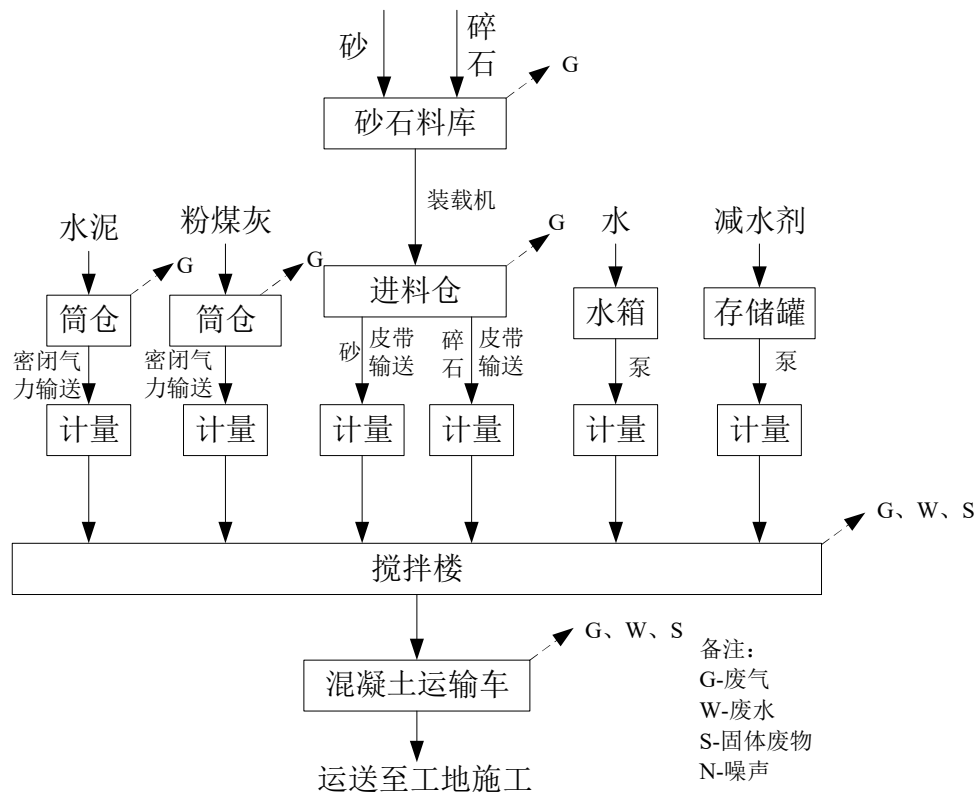 砂
碎
石
G
砂石料库
装载机
水泥
粉煤灰
水
减水剂
G
G
G
筒仓
筒仓
进料仓
水箱
存储罐
密闭气
力输送
密闭气
力输送
砂
皮带
输送
碎
石
皮带
输送
泵
泵
计量
计量
计量
计量
计量
计量
G、W、S
搅拌楼
G、W、S
混凝土运输车
运送至工地施工
备注：
G-废气
W-废水
S-固体废物
N-噪声